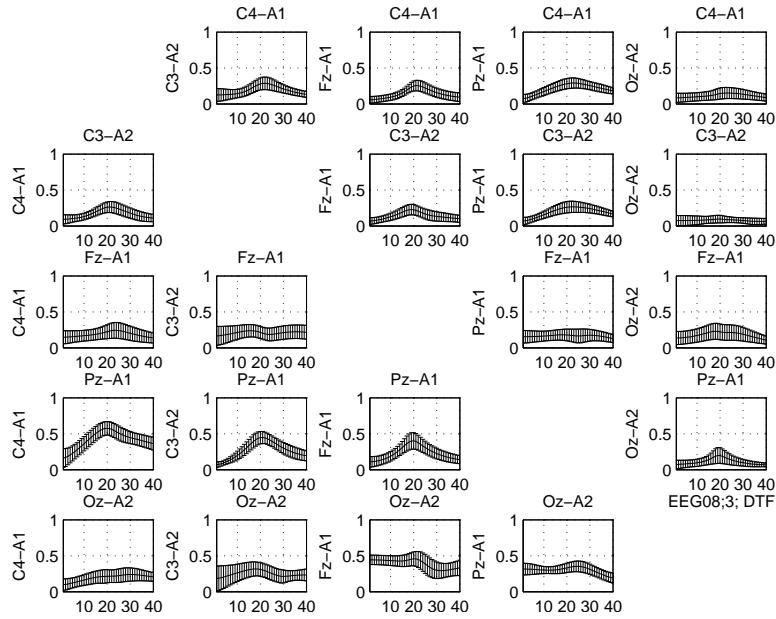 C4−A1 C4−A1 C4−A1 C4−A1
C3−A2 Fz−A1 Pz−A1 Oz−A2
1 1 1 1
0.5 0.5 0.5 0.5
0 0 0 0
10 20 30 40 10 20 30 40 10 20 30 40 10 20 30 40
C3−A2 C3−A2 C3−A2 C3−A2
C4−A1 Fz−A1 Pz−A1 Oz−A2
1 1 1 1
0.5 0.5 0.5 0.5
0 0 0 0
10 20 30 40 10 20 30 40 10 20 30 40 10 20 30 40
Fz−A1 Fz−A1 Fz−A1 Fz−A1
C4−A1 C3−A2 Pz−A1 Oz−A2
1 1 1 1
0.5 0.5 0.5 0.5
0 0 0 0
10 20 30 40 10 20 30 40 10 20 30 40 10 20 30 40
Pz−A1 Pz−A1 Pz−A1 Pz−A1
C4−A1 C3−A2 Fz−A1 Oz−A2
1 1 1 1
0.5 0.5 0.5 0.5
0 0 0 0
10 20 30 40 10 20 30 40 10 20 30 40 10 20 30 40
EEG08;3; DTF
Oz−A2 Oz−A2 Oz−A2 Oz−A2
C4−A1 C3−A2 Fz−A1 Pz−A1
1 1 1 1
0.5 0.5 0.5 0.5
0 0 0 0
10 20 30 40 10 20 30 40 10 20 30 40 10 20 30 40